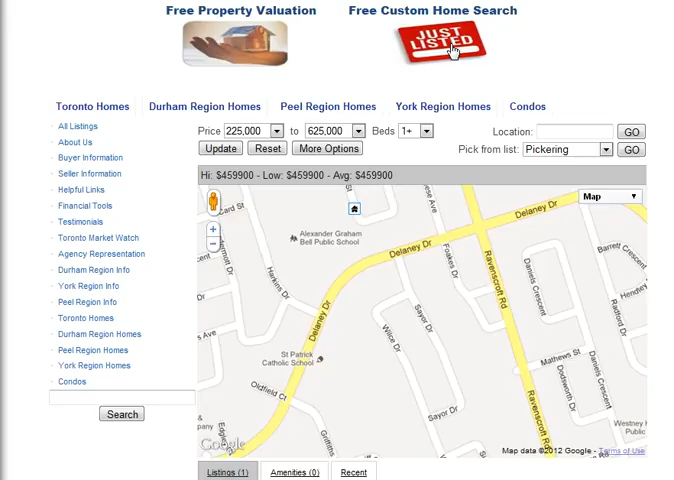 Free Property Valuation
Free Custom Home Search
JUST
LISTED
Toronto Homes
Durham Region Homes
Peel Region Homes
York Region Homes
Condos
All Listings
About Us
Buyer Information
Seller Information
Helpful Links
Financial Tools
Testimonials
Toronto Market Watch
Agency Representation
Durham Region Info
York Region Info
Peel Region Info
Toronto Homes
Durham Region Homes
Peel Region Homes
York Region Homes
Condos
Search
Price 225,000 to 625,000 Beds 1+
Location: GO
Update Reset More Options
Pick from list: Pickering GO
Hi: $459900 - Low: $459900 - Avg: $459900
Map
Delaney Dr
Alexander Graham
Bell Public School
Delaney Dr
Foakes Dr
Ravenscroft Rd
Daniels Crescent
Barrett Crescent
Radford Dr
Harkins Dr
Delaney Dr
Sayor Dr
Wilce Dr
St Patrick
Catholic School
Mathews St
Dodsworth Dr
Daniels Crescent
Oldfield Ct
Sayor Dr
Ravenscroft Rd
Google
Map data ©2012 Google - Terms of Use
Listings (1)
Amenities (0)
Recent